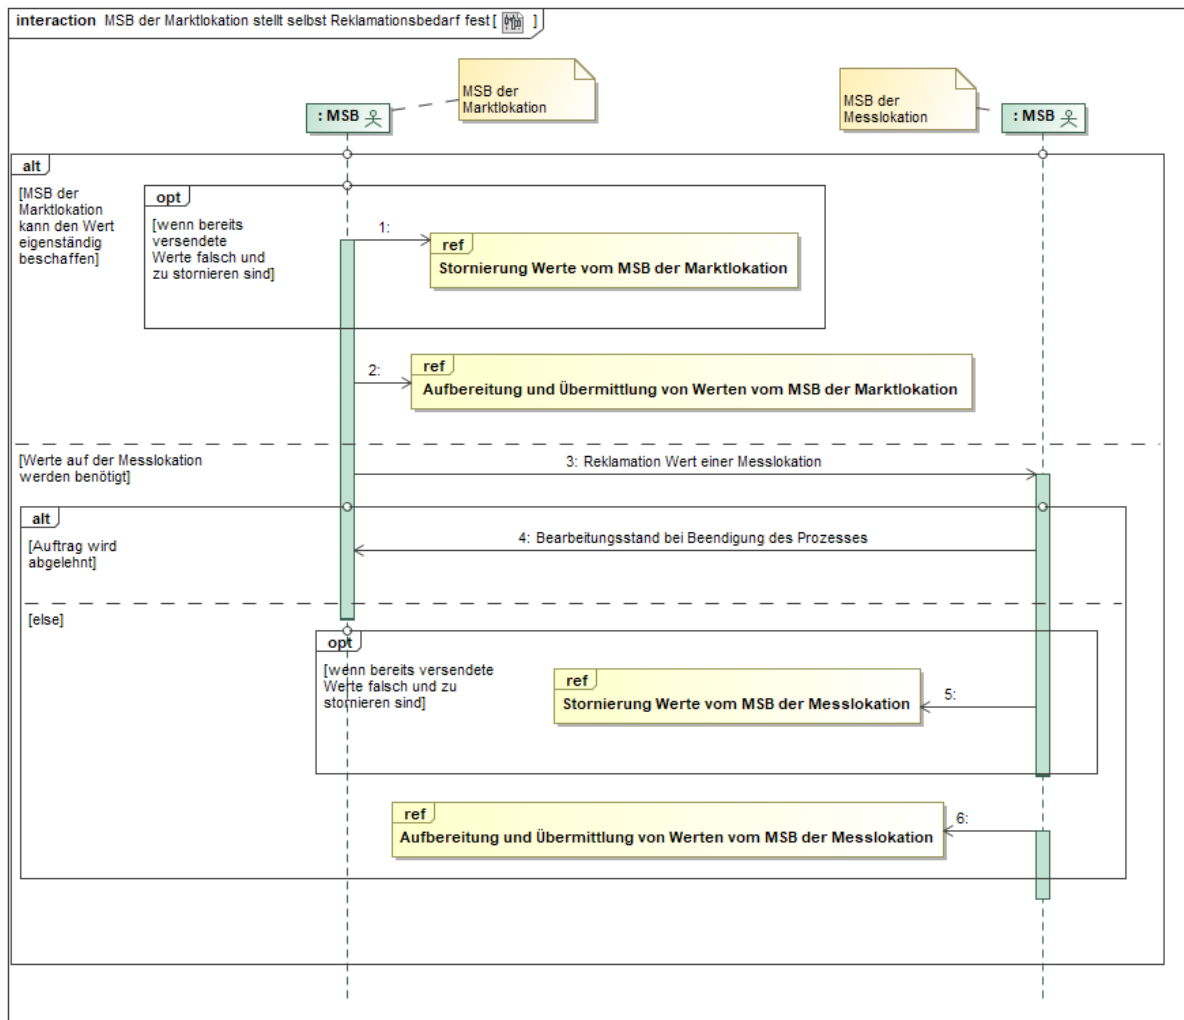 interaction MSB der Marktlokation stellt selbst Reklamationsbedarf fest [ ]
MSB der
Marktlokation
MSB der
Messlokation
: MSB
: MSB
alt
[MSB der
Marktlokation
kann den Wert
eigenständig
beschaffen]
opt
[wenn bereits
versendete
Werte falsch und
zu stornieren sind]
1:
ref
Stornierung Werte vom MSB der Marktlokation
2:
ref
Aufbereitung und Übermittlung von Werten vom MSB der Marktlokation
[Werte auf der Messlokation
werden benötigt]
3: Reklamation Wert einer Messlokation
alt
[Auftrag wird
abgelehnt]
4: Bearbeitungsstand bei Beendigung des Prozesses
[else]
opt
[wenn bereits versendete
Werte falsch und zu
stornieren sind]
ref
Stornierung Werte vom MSB der Messlokation
5:
ref
Aufbereitung und Übermittlung von Werten vom MSB der Messlokation
6: